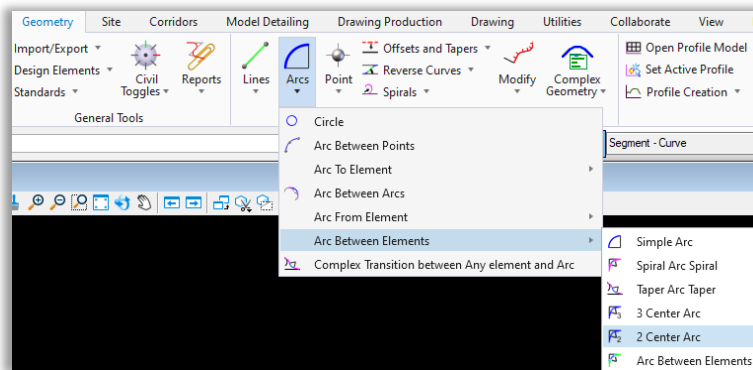 Geometry Site Corridors Model Detailing Drawing Production Drawing Utilities Collaborate View
Import/Export
Design Elements
Standards
Civil Toggles
Reports
General Tools
Lines
Arcs
Point
Offsets and Tapers
Reverse Curves
Spirals
Modify
Complex Geometry
Open Profile Model
Set Active Profile
Profile Creation
Segment - Curve
Circle
Arc Between Points
Arc To Element
Arc Between Arcs
Arc From Element
Arc Between Elements
Complex Transition between Any element and Arc
Simple Arc
Spiral Arc Spiral
Taper Arc Taper
3 Center Arc
2 Center Arc
Arc Between Elements